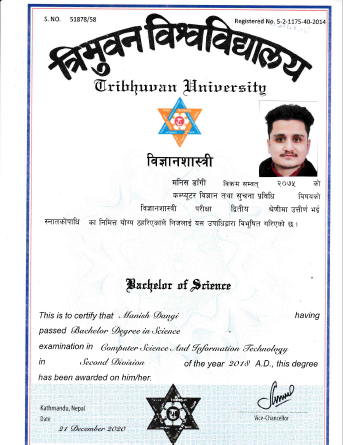 S. NO. 51878/58 Registered No. 5-2-1175-40-2014
त्रिभुवन विश्वविद्यालय
Tribhuvan University
विज्ञानशास्त्री
मनिस डाँगी विक्रम सम्वत् २०७५ को
कम्प्युटर विज्ञान तथा सूचना प्रविधि विषयको
विज्ञानशास्त्री परीक्षा द्वितीय श्रेणीमा उत्तीर्ण भई
स्नातकोपाधि का निमित्त योग्य ठहरिएकाले निजलाई यस उपाधिद्वारा विभूषित गरिएको छ ।
Bachelor of Science
This is to certify that Manish Dangi having
passed Bachelor Degree in Science
examination in Computer Science And Information Technology
in Second Division of the year 2018 A.D., this degree
has been awarded on him/her.
Kathmandu, Nepal
Date 21 December 2020
Vice-Chancellor